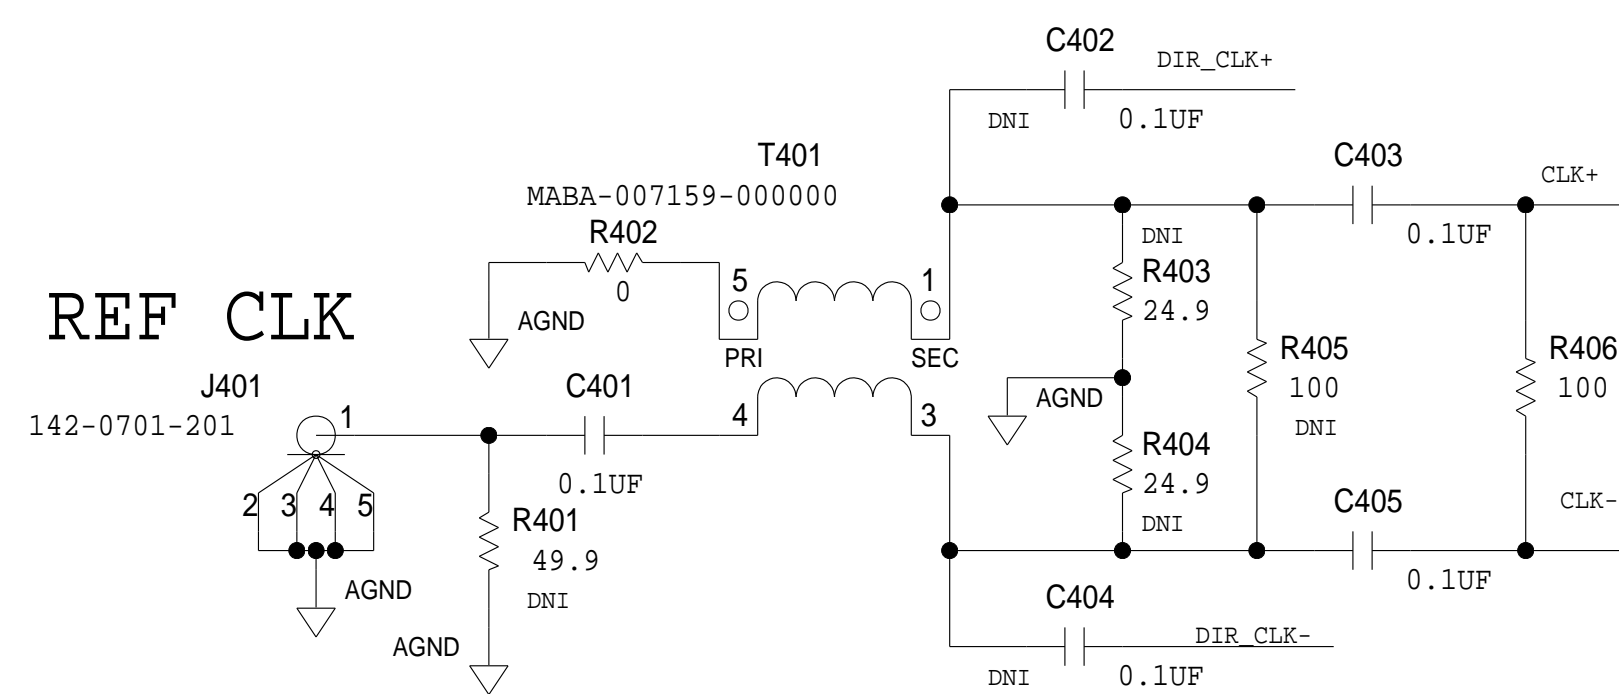 C402
DIR_CLK+
DNI
0.1UF
T401
MABA-007159-000000
C403
CLK+
0.1UF
R402
0
AGND
5
1
PRI
SEC
DNI
R403
24.9
REF CLK
J401
142-0701-201
1
2
3
4
5
AGND
C401
0.1UF
4
3
R401
49.9
DNI
AGND
AGND
R404
24.9
DNI
R405
100
DNI
R406
100
C405
0.1UF
CLK-
C404
DIR_CLK-
DNI
0.1UF